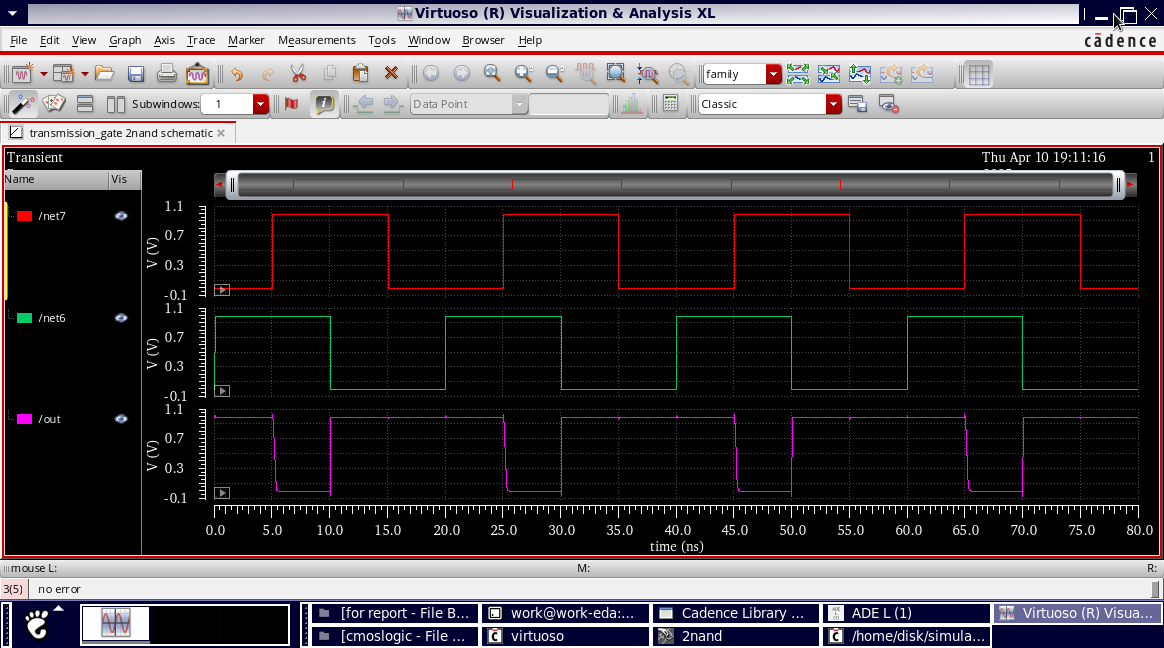 Virtuoso (R) Visualization & Analysis XL
File Edit View Graph Axis Trace Marker Measurements Tools Window Browser Help
cādence
family
Subwindows: 1 Data Point Classic
transmission_gate 2nand schematic
Transient Thu Apr 10 19:11:16 1
Name Vis
/net7
1.1
0.7
0.3
-0.1
V (V)
/net6
1.1
0.7
0.3
-0.1
V (V)
/out
1.1
0.7
0.3
-0.1
V (V)
0.0 5.0 10.0 15.0 20.0 25.0 30.0 35.0 40.0 45.0 50.0 55.0 60.0 65.0 70.0 75.0 80.0
time (ns)
mouse L: M: R:
3(5) no error
[for report - File B... work@work-eda:... Cadence Library ... ADE L (1) Virtuoso (R) Visua...
[cmoslogic - File ... virtuoso 2nand /home/disk/simula...